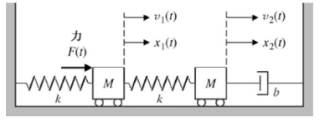 v₁(t)
v₂(t)
力
x₁(t)
x₂(t)
F(t)
M
M
k
k
b